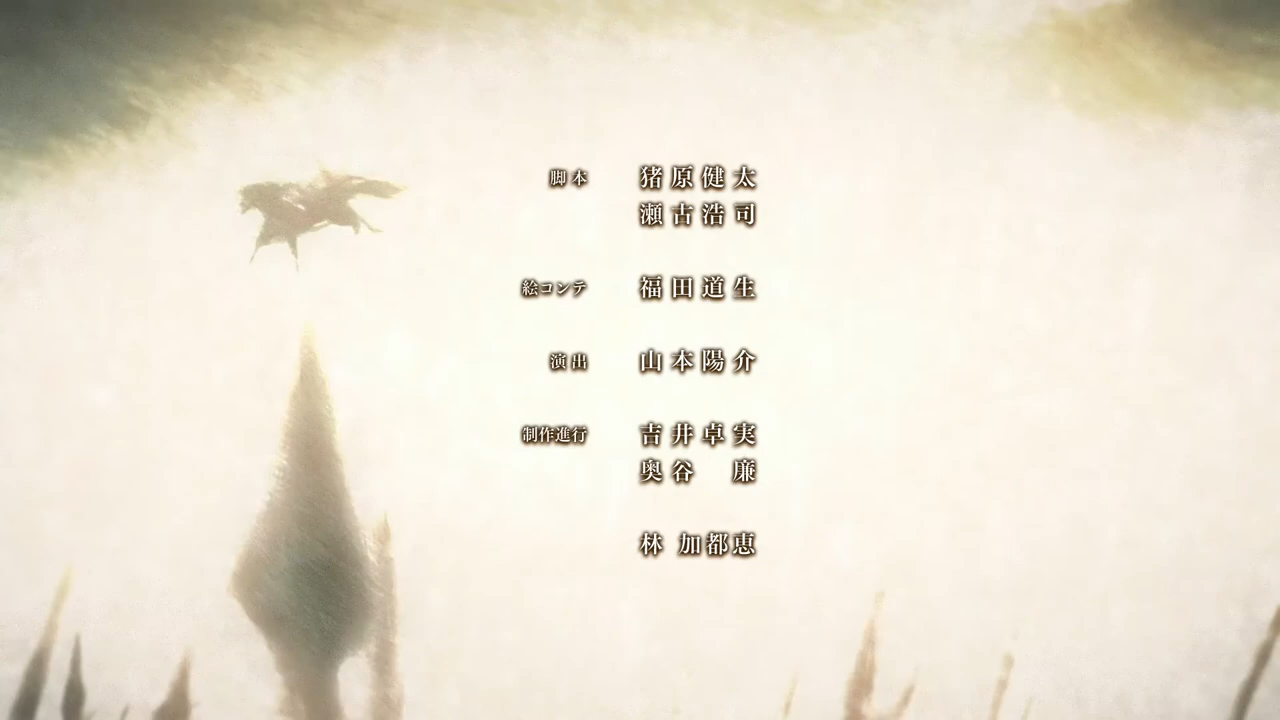 脚本 猪原健太
瀬古浩司
絵コンテ 福田道生
演出 山本陽介
制作進行 吉井卓実
奥谷 廉
林 加都恵